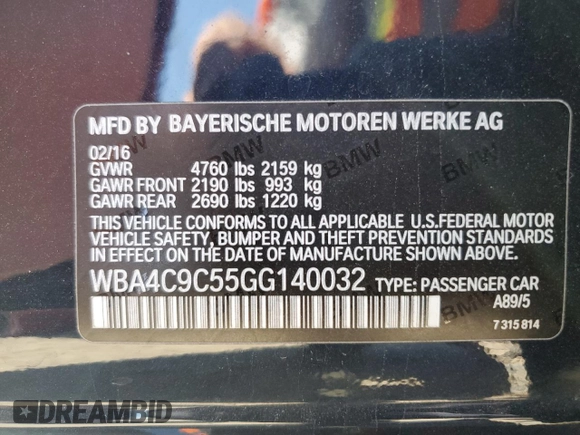 MFD BY BAYERISCHE MOTOREN WERKE AG
02/16
GVWR 4760 lbs 2159 kg
GAWR FRONT 2190 lbs 993 kg
GAWR REAR 2690 lbs 1220 kg
THIS VEHICLE CONFORMS TO ALL APPLICABLE U.S.FEDERAL MOTOR
VEHICLE SAFETY, BUMPER AND THEFT PREVENTION STANDARDS
IN EFFECT ON THE DATE OF MANUFACTURE SHOWN ABOVE.
WBA4C9C55GG140032 TYPE: PASSENGER CAR
A89/5
7 315 814
BMW
BMW
BMW
DREAMBID